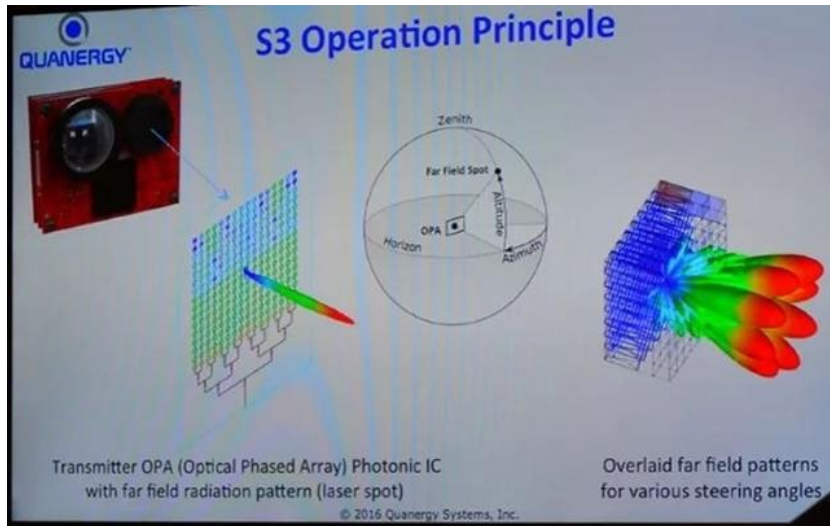 QUANERGY
S3 Operation Principle
Zenith
Far Field Spot
Altitude
OPA
Horizon
Azimuth
Transmitter OPA (Optical Phased Array) Photonic IC
with far field radiation pattern (laser spot)
Overlaid far field patterns
for various steering angles
© 2016 Quanergy Systems, Inc.